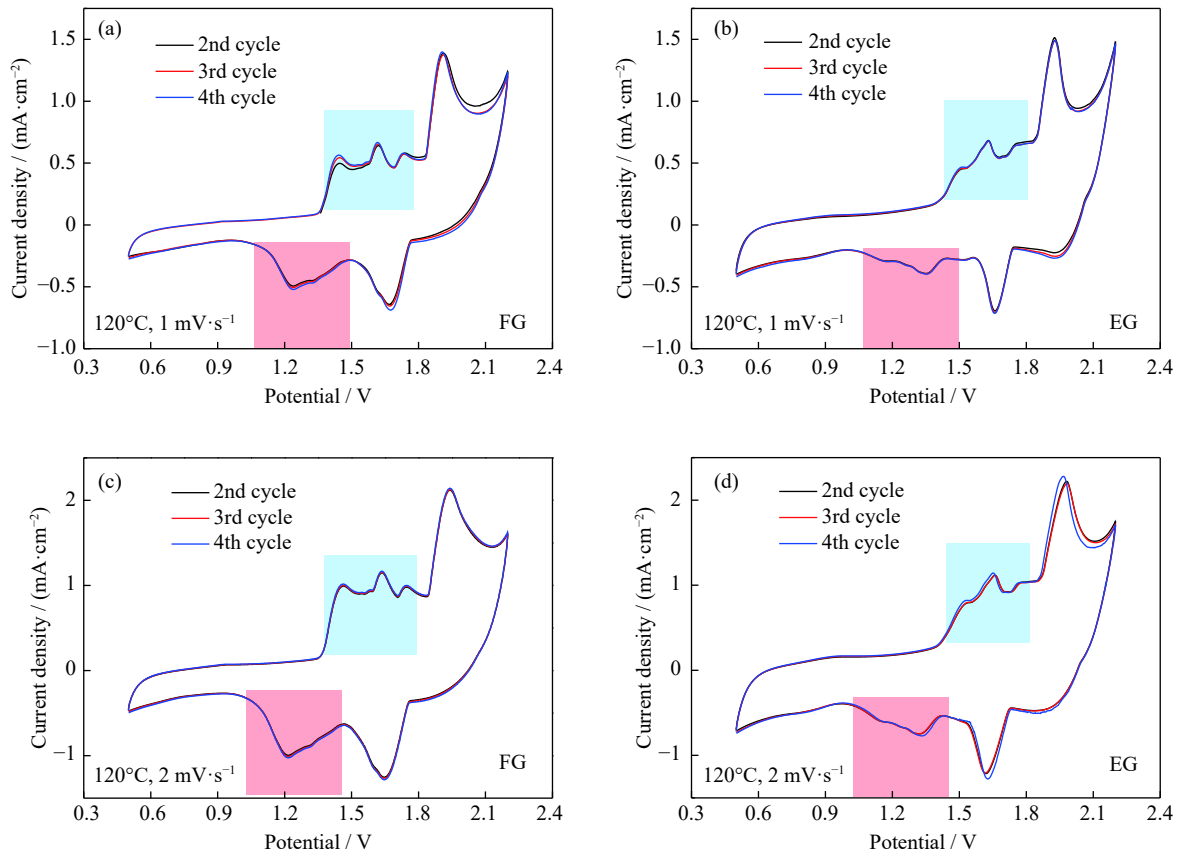 (a)
2nd cycle
3rd cycle
4th cycle
1.5
1.0
0.5
0
−0.5
−1.0
Current density / (mA·cm−2)
120°C, 1 mV·s−1
FG
0.3 0.6 0.9 1.2 1.5 1.8 2.1 2.4
Potential / V
(b)
2nd cycle
3rd cycle
4th cycle
1.5
1.0
0.5
0
−0.5
−1.0
Current density / (mA·cm−2)
120°C, 1 mV·s−1
EG
0.3 0.6 0.9 1.2 1.5 1.8 2.1 2.4
Potential / V
(c)
2nd cycle
3rd cycle
4th cycle
2
1
0
−1
Current density / (mA·cm−2)
120°C, 2 mV·s−1
FG
0.3 0.6 0.9 1.2 1.5 1.8 2.1 2.4
Potential / V
(d)
2nd cycle
3rd cycle
4th cycle
2
1
0
−1
Current density / (mA·cm−2)
120°C, 2 mV·s−1
EG
0.3 0.6 0.9 1.2 1.5 1.8 2.1 2.4
Potential / V